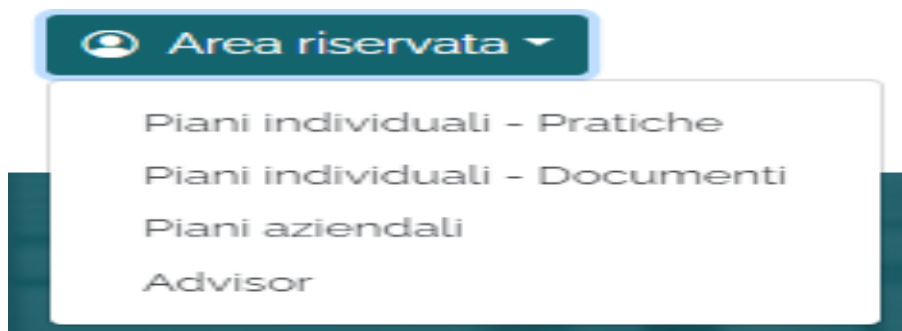 Area riservata
Piani individuali - Pratiche
Piani individuali - Documenti
Piani aziendali
Advisor